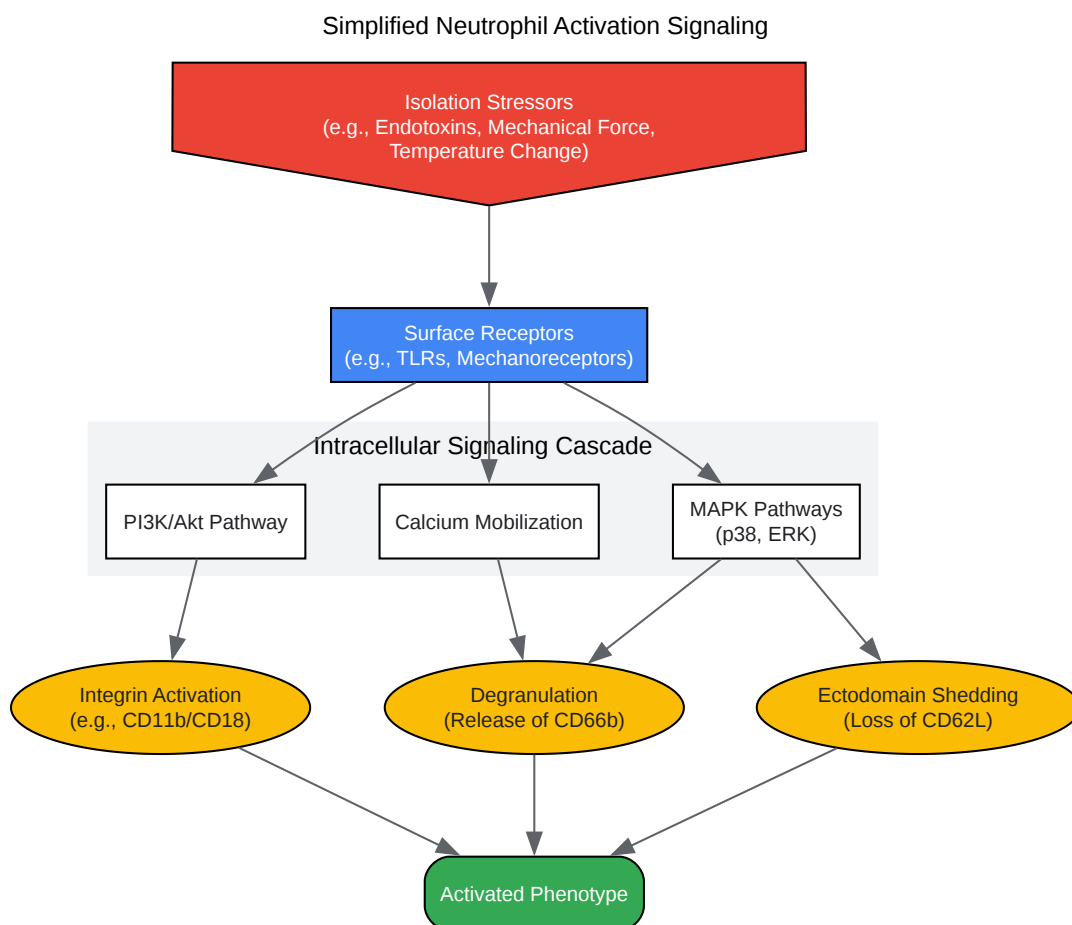 Simplified Neutrophil Activation Signaling
Isolation Stressors
(e.g., Endotoxins, Mechanical Force,
Temperature Change)
Surface Receptors
(e.g., TLRs, Mechanoreceptors)
Intracellular Signaling Cascade
PI3K/Akt Pathway
Calcium Mobilization
MAPK Pathways
(p38, ERK)
Integrin Activation
(e.g., CD11b/CD18)
Degranulation
(Release of CD66b)
Ectodomain Shedding
(Loss of CD62L)
Activated Phenotype